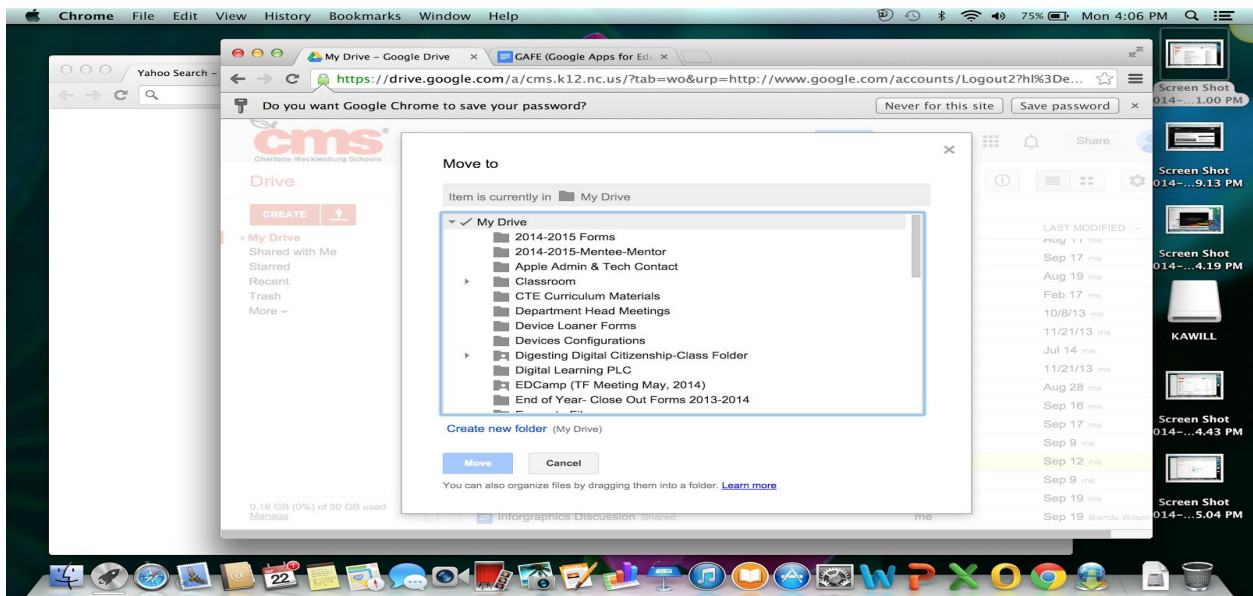 Chrome File Edit View History Bookmarks Window Help 75% Mon 4:06 PM
Yahoo Search -
My Drive - Google Drive × GAFE (Google Apps for Edu ×
https://drive.google.com/a/cms.k12.nc.us/?tab=wo&urp=http://www.google.com/accounts/Logout2?hl%3De...
Do you want Google Chrome to save your password? Never for this site Save password ×
cms
Charlotte-Mecklenburg Schools
Share
Drive
CREATE
My Drive
Shared with Me
Starred
Recent
Trash
More
0.16 GB (0%) of 30 GB used
Manage
Move to
Item is currently in My Drive
My Drive
2014-2015 Forms
2014-2015-Mentee-Mentor
Apple Admin & Tech Contact
Classroom
CTE Curriculum Materials
Department Head Meetings
Device Loaner Forms
Devices Configurations
Digesting Digital Citizenship-Class Folder
Digital Learning PLC
EDCamp (TF Meeting May, 2014)
End of Year- Close Out Forms 2013-2014
Create new folder (My Drive)
Move Cancel
You can also organize files by dragging them into a folder. Learn more
Inforgraphics Discussion Shared me
LAST MODIFIED
Aug 11 me
Sep 17 me
Aug 19 me
Feb 17 me
10/8/13 me
11/21/13 me
Jul 14 me
11/21/13 me
Aug 28 me
Sep 16 me
Sep 17 me
Sep 9 me
Sep 12 me
Sep 9 me
Sep 19 me
Sep 19 Brenda Wilson
Screen Shot
014-...1.00 PM
Screen Shot
014-...9.13 PM
Screen Shot
014-...4.19 PM
KAWILL
Screen Shot
014-...4.43 PM
Screen Shot
014-...5.04 PM
SEP
22
W P X O